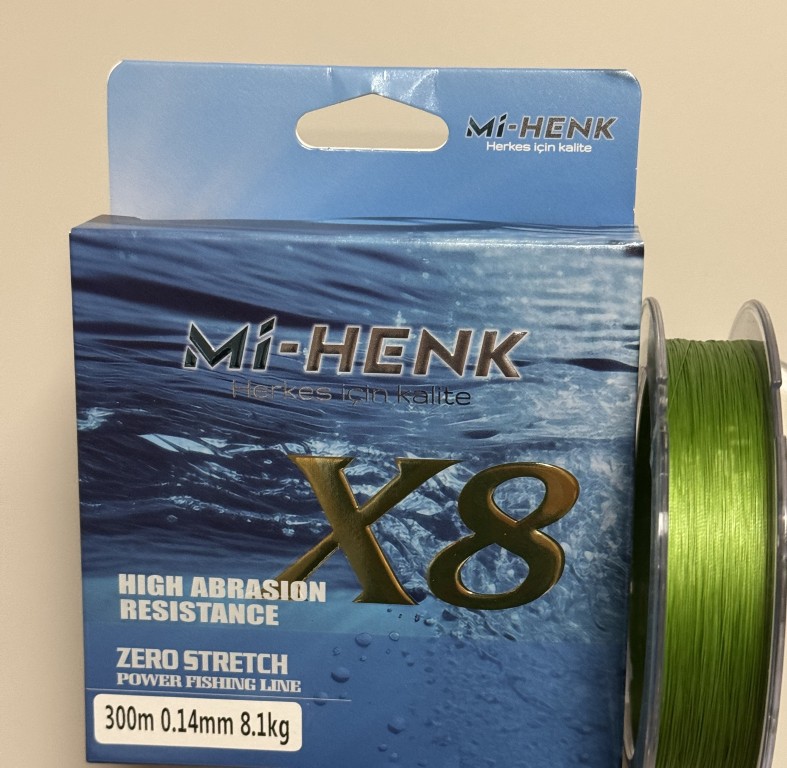 Mi-HENK
Herkes için kalite
Mi-HENK
Herkes için kalite
X8
HIGH ABRASION
RESISTANCE
ZERO STRETCH
POWER FISHING LINE
300m 0.14mm 8.1kg